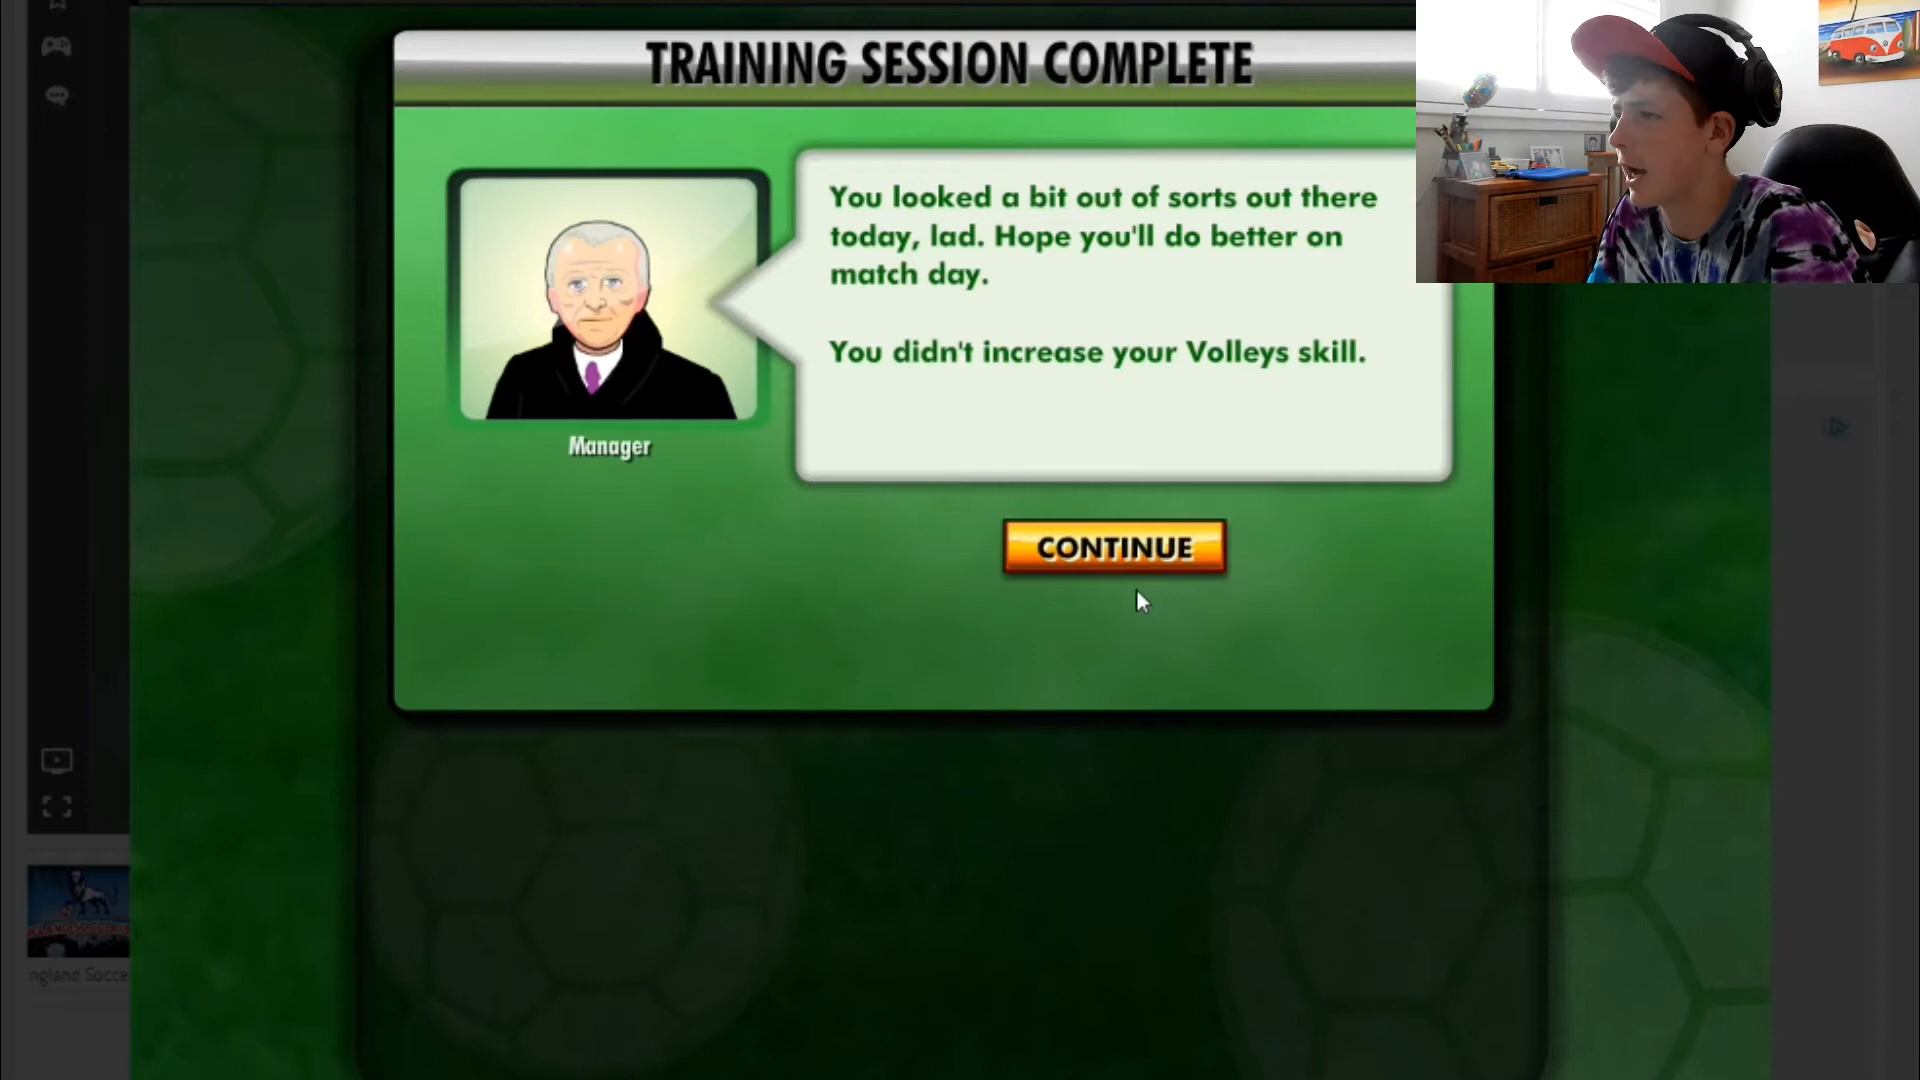 TRAINING SESSION COMPLETE
You looked a bit out of sorts out there
today, lad. Hope you'll do better on
match day.
You didn't increase your Volleys skill.
Manager
CONTINUE
ngland Socce